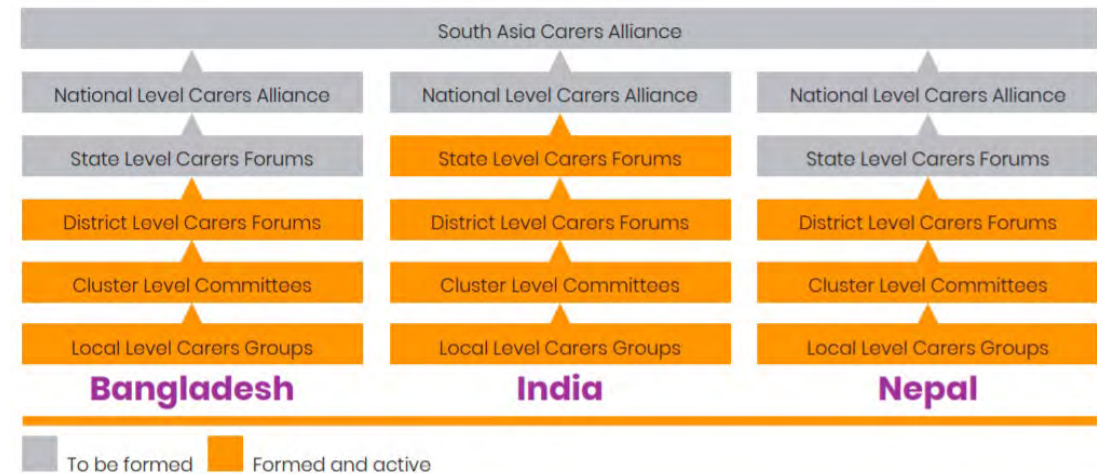 South Asia Carers Alliance
National Level Carers Alliance National Level Carers Alliance National Level Carers Alliance
State Level Carers Forums State Level Carers Forums State Level Carers Forums
District Level Carers Forums District Level Carers Forums District Level Carers Forums
Cluster Level Committees Cluster Level Committees Cluster Level Committees
Local Level Carers Groups Local Level Carers Groups Local Level Carers Groups
Bangladesh India Nepal
To be formed Formed and active